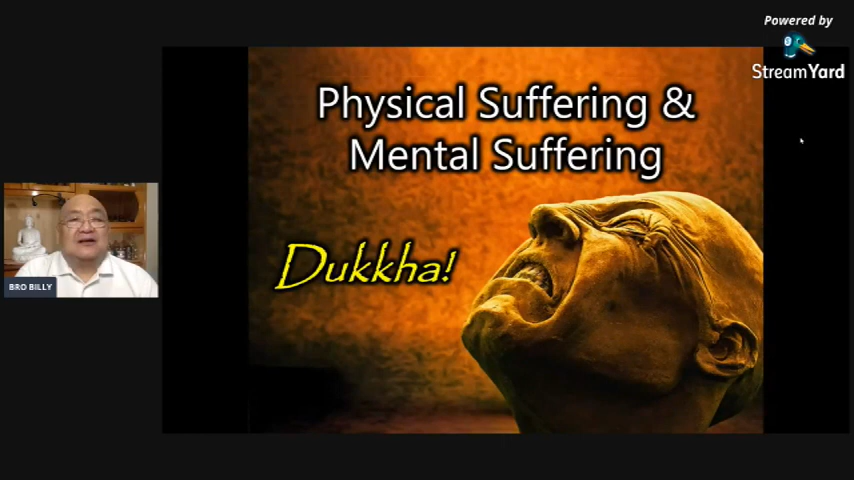 Powered by
StreamYard
Physical Suffering &
Mental Suffering
Dukkha!
BRO BILLY